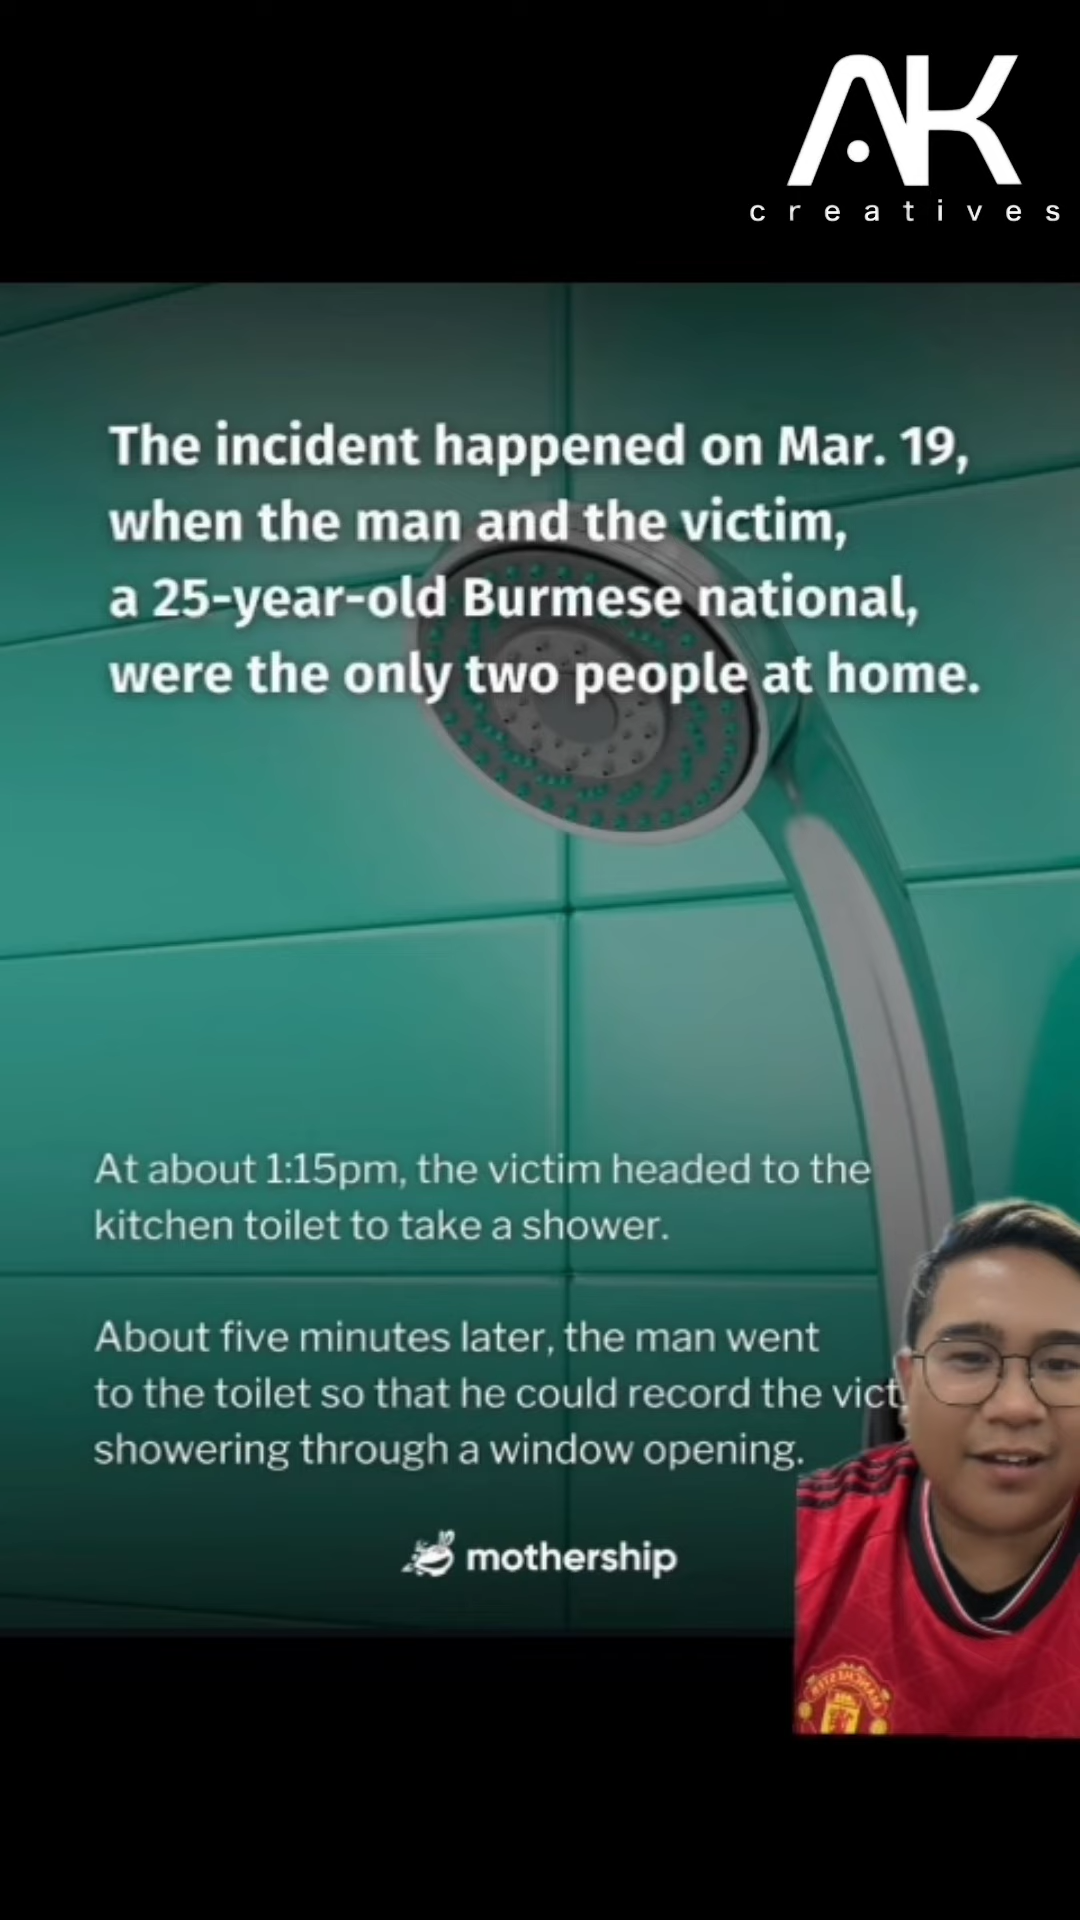 AK
creatives
The incident happened on Mar. 19,
when the man and the victim,
a 25-year-old Burmese national,
were the only two people at home.
At about 1:15pm, the victim headed to the
kitchen toilet to take a shower.
About five minutes later, the man went
to the toilet so that he could record the vict
showering through a window opening.
mothership